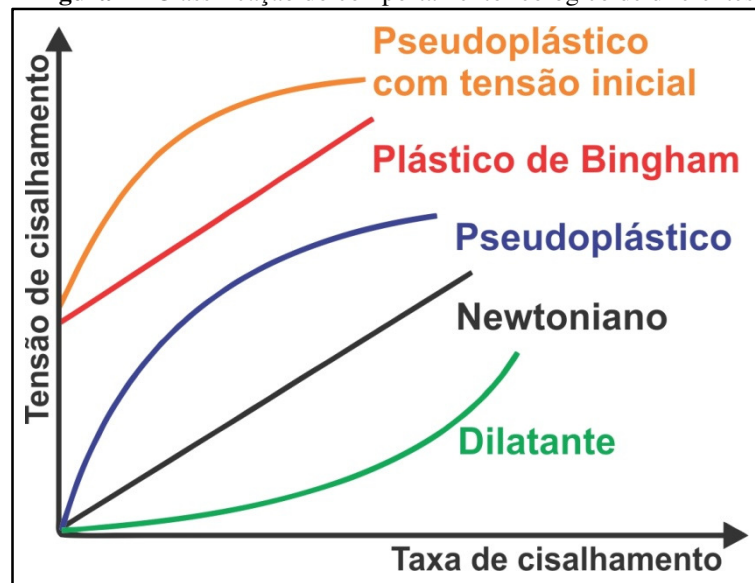 Pseudoplástico
com tensão inicial
Plástico de Bingham
Pseudoplástico
Newtoniano
Dilatante
Tensão de cisalhamento
Taxa de cisalhamento